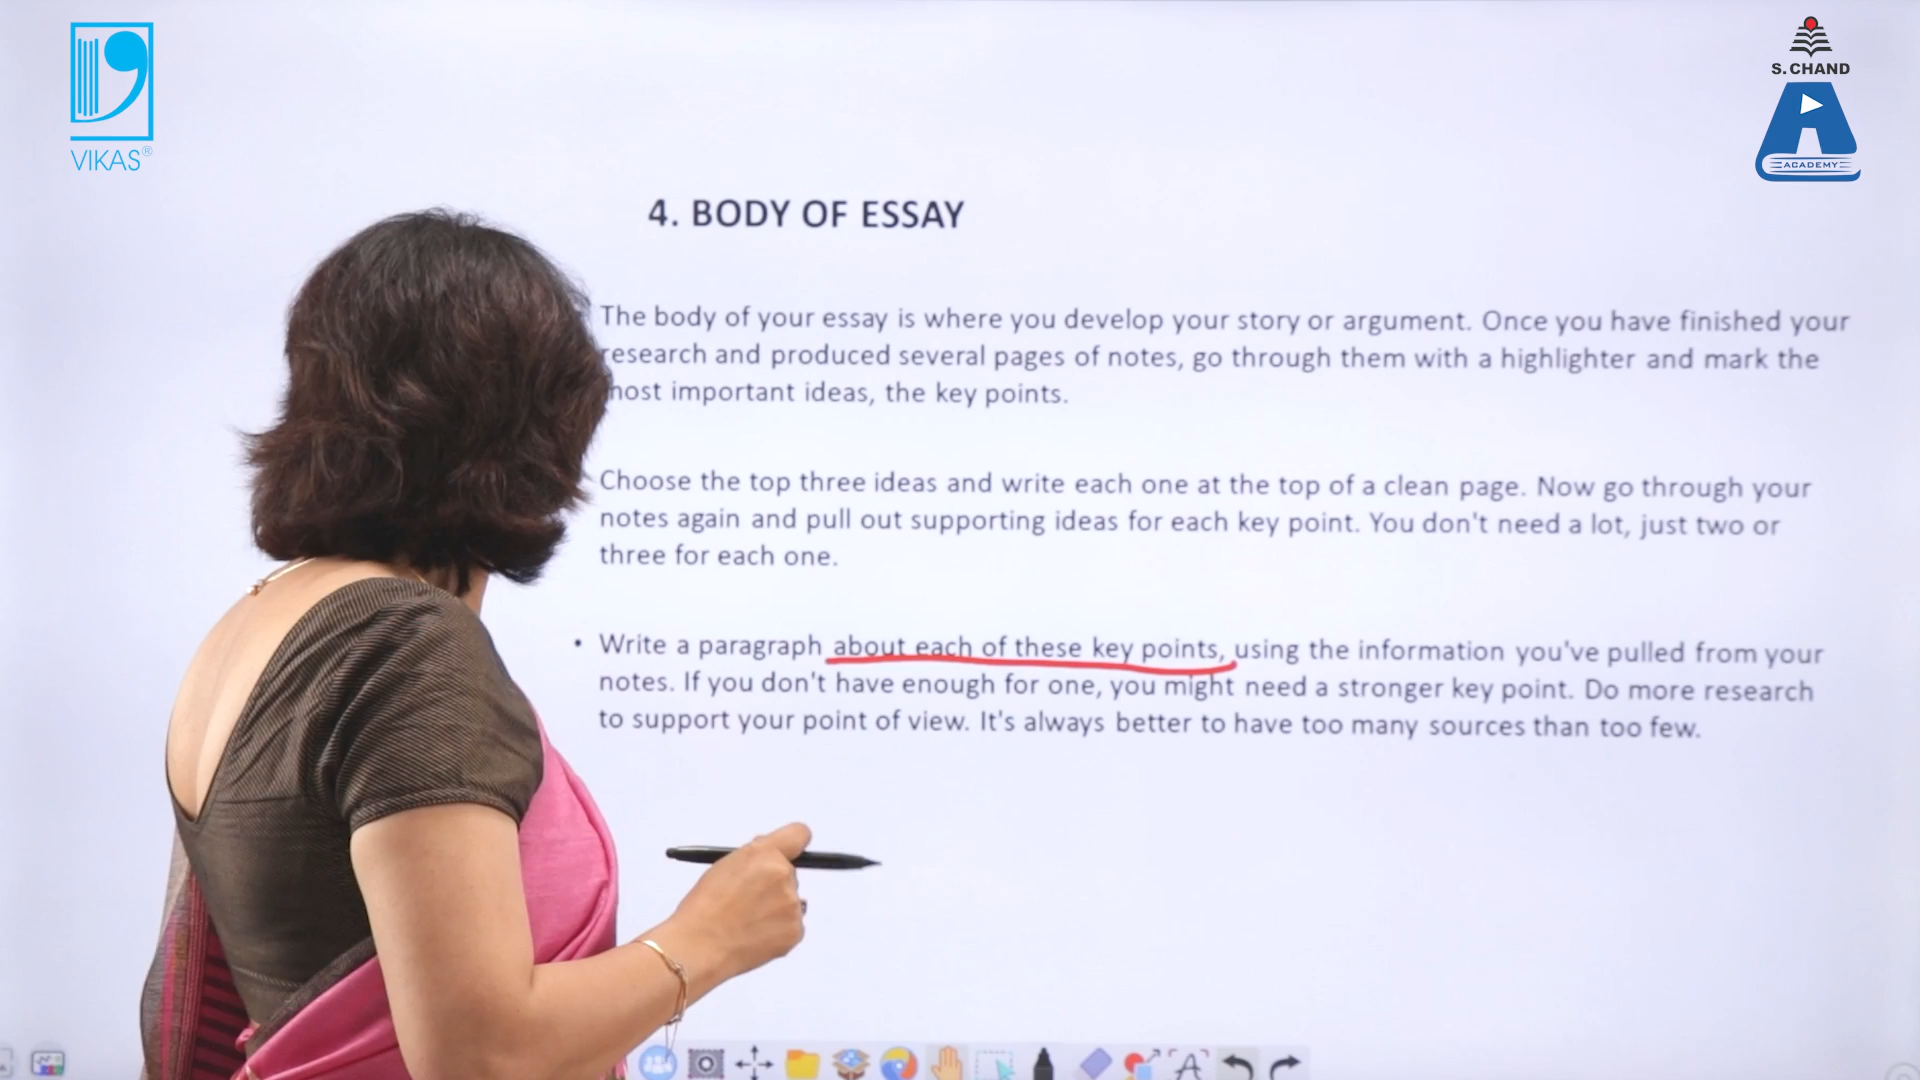 VIKAS®
S. CHAND
ACADEMY
4. BODY OF ESSAY
The body of your essay is where you develop your story or argument. Once you have finished your
research and produced several pages of notes, go through them with a highlighter and mark the
most important ideas, the key points.
Choose the top three ideas and write each one at the top of a clean page. Now go through your
notes again and pull out supporting ideas for each key point. You don't need a lot, just two or
three for each one.
• Write a paragraph about each of these key points, using the information you've pulled from your
notes. If you don't have enough for one, you might need a stronger key point. Do more research
to support your point of view. It's always better to have too many sources than too few.